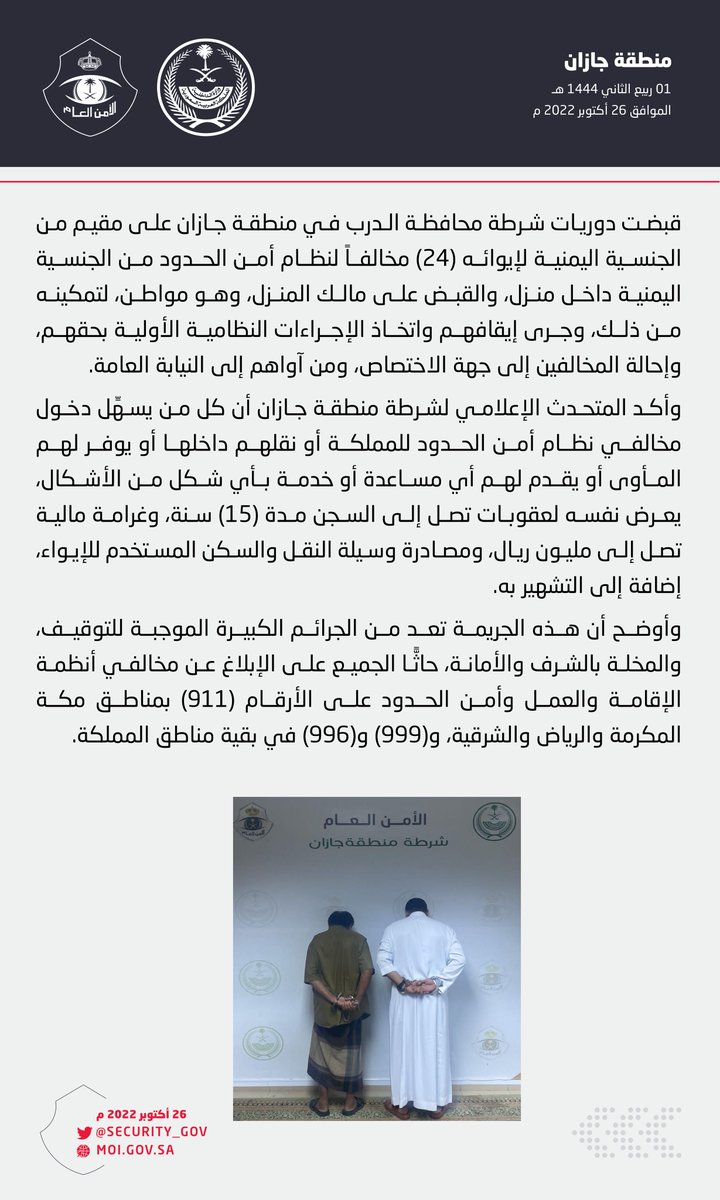 منطقة جازان
01 ربيع الثاني 1444 هـ
الموافق 26 أكتوبر 2022 م
الأمن العام
قبضت دوريات شرطة محافظة الدرب في منطقة جازان على مقيم من
الجنسية اليمنية لإيوائه (24) مخالفاً لنظام أمن الحدود من الجنسية
اليمنية داخل منزل، والقبض على مالك المنزل، وهو مواطن، لتمكينه
من ذلك، وجرى إيقافهم واتخاذ الإجراءات النظامية الأولية بحقهم،
وإحالة المخالفين إلى جهة الاختصاص، ومن آواهم إلى النيابة العامة.
وأكد المتحدث الإعلامي لشرطة منطقة جازان أن كل من يسهّل دخول
مخالفي نظام أمن الحدود للمملكة أو نقلهم داخلها أو يوفر لهم
المأوى أو يقدم لهم أي مساعدة أو خدمة بأي شكل من الأشكال،
يعرض نفسه لعقوبات تصل إلى السجن مدة (15) سنة، وغرامة مالية
تصل إلى مليون ريال، ومصادرة وسيلة النقل والسكن المستخدم للإيواء،
إضافة إلى التشهير به.
وأوضح أن هذه الجريمة تعد من الجرائم الكبيرة الموجبة للتوقيف،
والمخلة بالشرف والأمانة، حاثًّا الجميع على الإبلاغ عن مخالفي أنظمة
الإقامة والعمل وأمن الحدود على الأرقام (911) بمناطق مكة
المكرمة والرياض والشرقية، و(999) و(996) في بقية مناطق المملكة.
الأمن العام
شرطة منطقة جازان
26 أكتوبر 2022 م
@SECURITY_GOV
MOI.GOV.SA